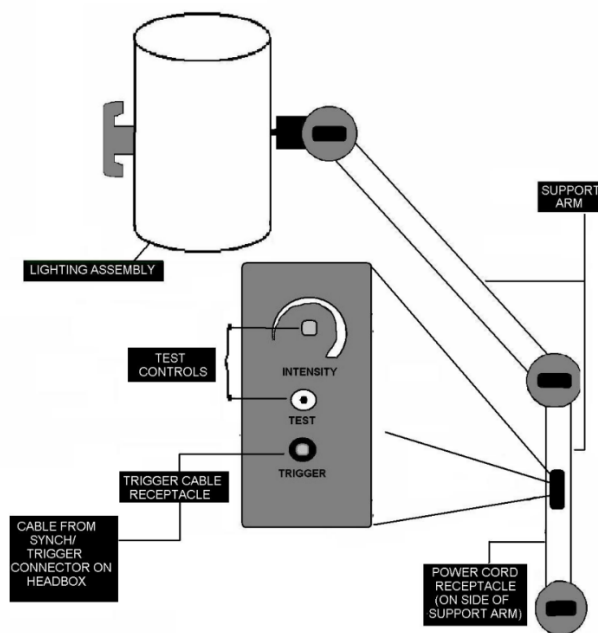 SUPPORT
ARM
LIGHTING ASSEMBLY
TEST
CONTROLS
INTENSITY
TEST
TRIGGER
TRIGGER CABLE
RECEPTACLE
CABLE FROM
SYNCH/
TRIGGER
CONNECTOR ON
HEADBOX
POWER CORD
RECEPTACLE
(ON SIDE OF
SUPPORT ARM)